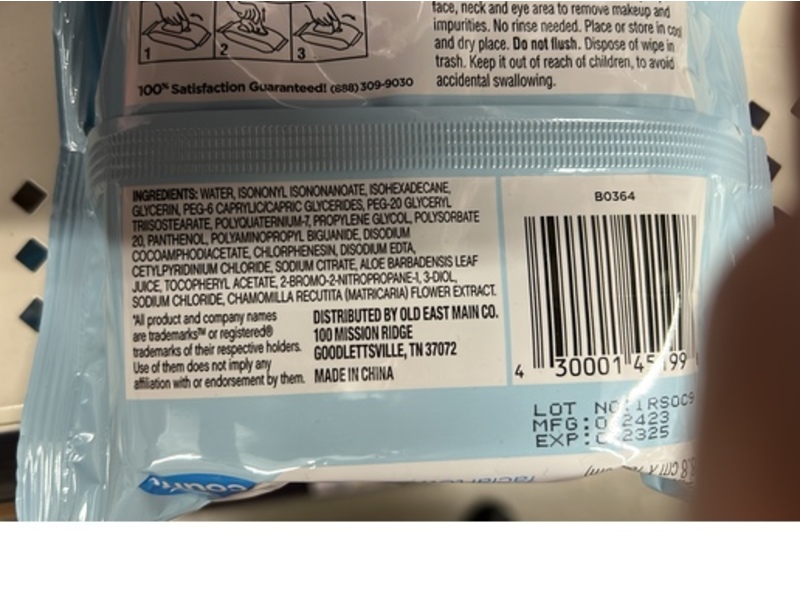 face, neck and eye area to remove makeup and
impurities. No rinse needed. Place or store in cool
and dry place. Do not flush. Dispose of wipe in
trash. Keep it out of reach of children, to avoid
accidental swallowing.
1 2 3
100% Satisfaction Guaranteed! (888) 309-9030
INGREDIENTS: WATER, ISONONYL ISONONANOATE, ISOHEXADECANE,
GLYCERIN, PEG-6 CAPRYLIC/CAPRIC GLYCERIDES, PEG-20 GLYCERYL
TRIISOSTEARATE, POLYQUATERNIUM-7, PROPYLENE GLYCOL, POLYSORBATE
20, PANTHENOL, POLYAMINOPROPYL BIGUANIDE, DISODIUM
COCOAMPHODIACETATE, CHLORPHENESIN, DISODIUM EDTA,
CETYLPYRIDINIUM CHLORIDE, SODIUM CITRATE, ALOE BARBADENSIS LEAF
JUICE, TOCOPHERYL ACETATE, 2-BROMO-2-NITROPROPANE-1, 3-DIOL,
SODIUM CHLORIDE, CHAMOMILLA RECUTITA (MATRICARIA) FLOWER EXTRACT.
*All product and company names
are trademarks™ or registered®
trademarks of their respective holders.
Use of them does not imply any
affiliation with or endorsement by them.
DISTRIBUTED BY OLD EAST MAIN CO.
100 MISSION RIDGE
GOODLETTSVILLE, TN 37072
MADE IN CHINA
B0364
4 30001 45199
LOT NO:1RSOC9
MFG:
EXP:
count